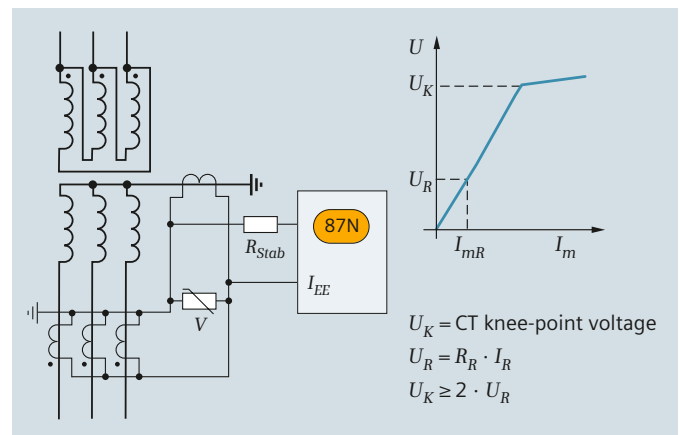 87N
R_Stab
I_EE
V
U
U_K
U_R
I_mR
I_m
U_K = CT knee-point voltage
U_R = R_R · I_R
U_K ≥ 2 · U_R